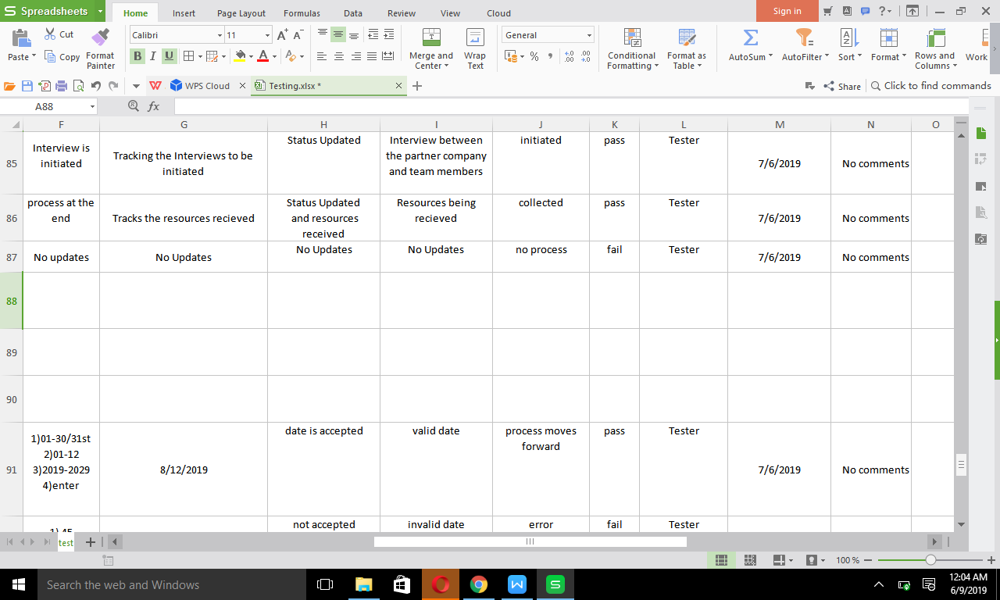 S Spreadsheets
Home Insert Page Layout Formulas Data Review View Cloud
Sign in
Paste Cut Copy Format Painter
Calibri 11 A+ A-
B I U A
Merge and Center
Wrap Text
General
% , .00 .0
Conditional Formatting
Format as Table
AutoSum AutoFilter Sort Format Rows and Columns Work
WPS Cloud Testing.xlsx *
Share Click to find commands
A88 fx
F G H I J K L M N O
85
Interview is
initiated
Tracking the Interviews to be
initiated
Status Updated
Interview between
the partner company
and team members
initiated
pass
Tester
7/6/2019
No comments
86
process at the
end
Tracks the resources recieved
Status Updated
and resources
received
Resources being
recieved
collected
pass
Tester
7/6/2019
No comments
87
No updates
No Updates
No Updates
No Updates
no process
fail
Tester
7/6/2019
No comments
88
89
90
91
1)01-30/31st
2)01-12
3)2019-2029
4)enter
8/12/2019
date is accepted
valid date
process moves
forward
pass
Tester
7/6/2019
No comments
not accepted
invalid date
error
fail
Tester
test
100 %
Search the web and Windows
12:04 AM
6/9/2019